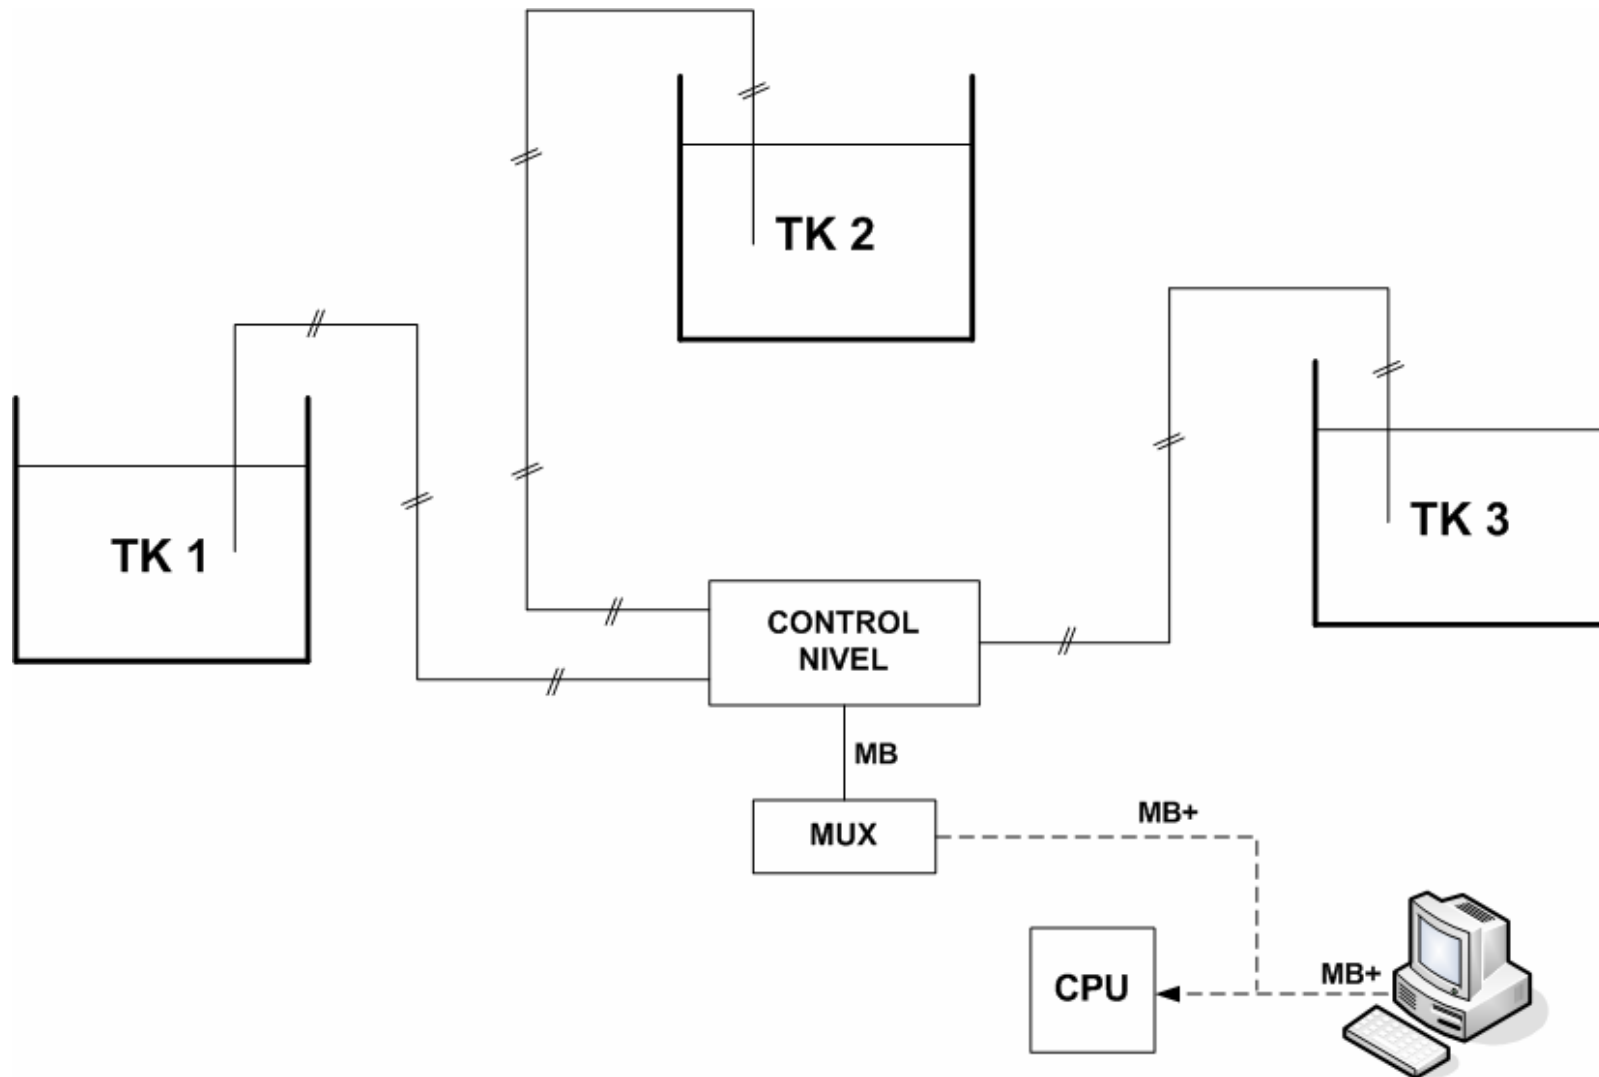 TK 2
TK 1
TK 3
CONTROL
NIVEL
MB
MUX
MB+
CPU
MB+